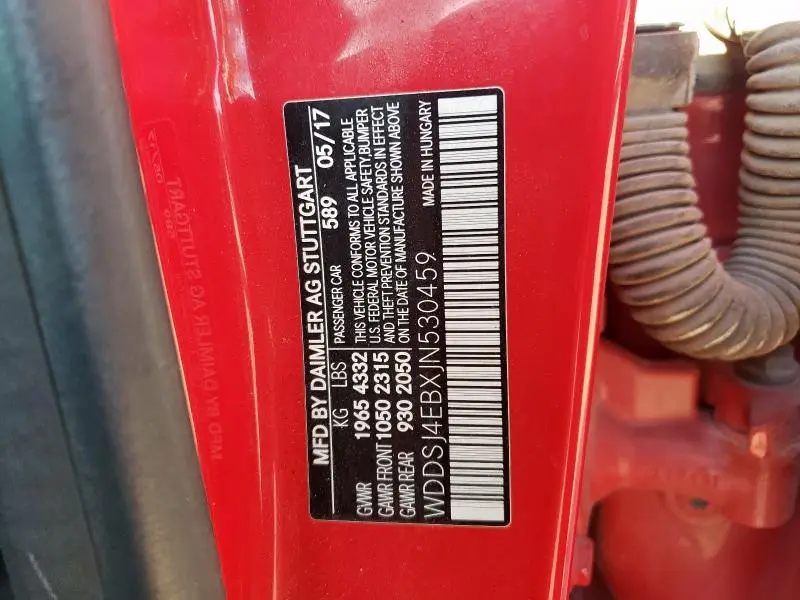 MFD BY DAIMLER AG STUTTGART
KG LBS PASSENGER CAR 589 05/17
GVWR 1965 4332 THIS VEHICLE CONFORMS TO ALL APPLICABLE
U.S. FEDERAL MOTOR VEHICLE SAFETY, BUMPER
GAWR FRONT 1050 2315 AND THEFT PREVENTION STANDARDS IN EFFECT
GAWR REAR 930 2050 ON THE DATE OF MANUFACTURE SHOWN ABOVE
WDDSJ4EBXJN530459 MADE IN HUNGARY